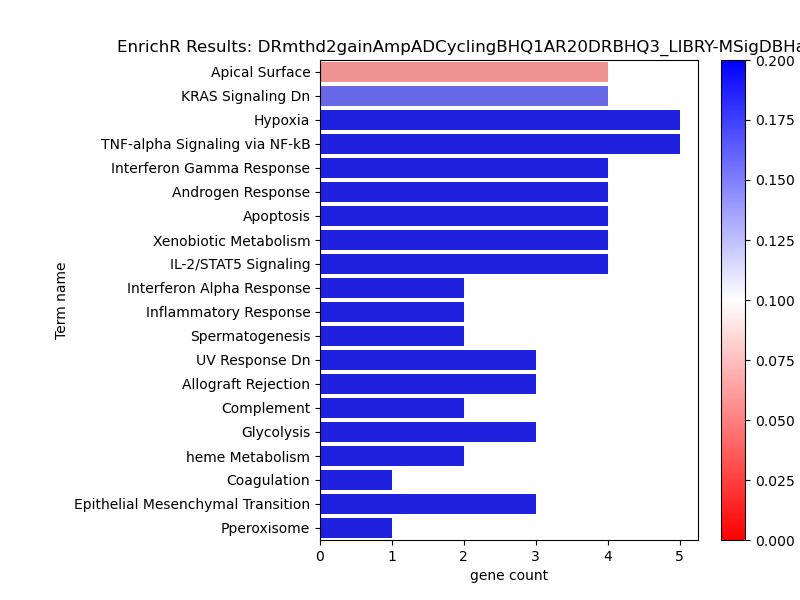 EnrichR Results: DRmthd2gainAmpADCyclingBHQ1AR20DRBHQ3_LIBRY-MSigDBHa
Term name
Apical Surface
KRAS Signaling Dn
Hypoxia
TNF-alpha Signaling via NF-kB
Interferon Gamma Response
Androgen Response
Apoptosis
Xenobiotic Metabolism
IL-2/STAT5 Signaling
Interferon Alpha Response
Inflammatory Response
Spermatogenesis
UV Response Dn
Allograft Rejection
Complement
Glycolysis
heme Metabolism
Coagulation
Epithelial Mesenchymal Transition
Pperoxisome
0 1 2 3 4 5
gene count
0.200
0.175
0.150
0.125
0.100
0.075
0.050
0.025
0.000